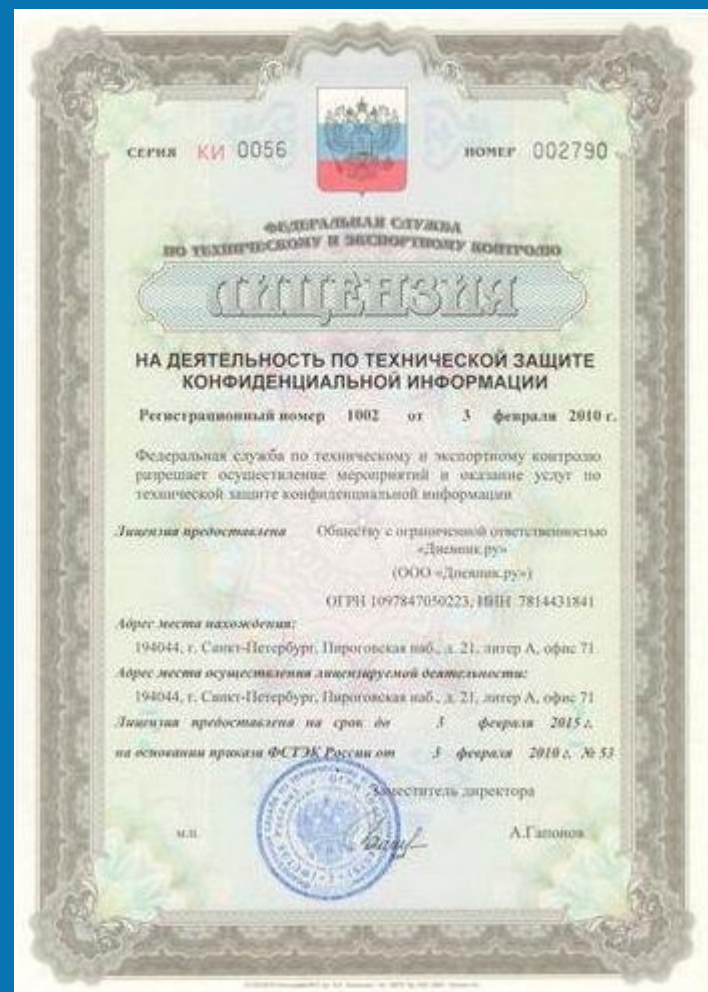 СЕРИЯ КИ 0056
НОМЕР 002790
ФЕДЕРАЛЬНАЯ СЛУЖБА
ПО ТЕХНИЧЕСКОМУ И ЭКСПОРТНОМУ КОНТРОЛЮ
ЛИЦЕНЗИЯ
НА ДЕЯТЕЛЬНОСТЬ ПО ТЕХНИЧЕСКОЙ ЗАЩИТЕ
КОНФИДЕНЦИАЛЬНОЙ ИНФОРМАЦИИ
Регистрационный номер 1002 от 3 февраля 2010 г.
Федеральная служба по техническому и экспортному контролю
разрешает осуществление мероприятий и оказание услуг по
технической защите конфиденциальной информации
Лицензия предоставлена Обществу с ограниченной ответственностью
«Дневник.ру»
(ООО «Дневник.ру»)
ОГРН 1097847050223, ИНН 7814431841
Адрес места нахождения:
194044, г. Санкт-Петербург, Пироговская наб., д. 21, литер А, офис 71
Адрес места осуществления лицензируемой деятельности:
194044, г. Санкт-Петербург, Пироговская наб., д. 21, литер А, офис 71
Лицензия предоставлена на срок до 3 февраля 2015 г.
на основании приказа ФСТЭК России от 3 февраля 2010 г. № 53
Заместитель директора
м.п.
А.Гапонов